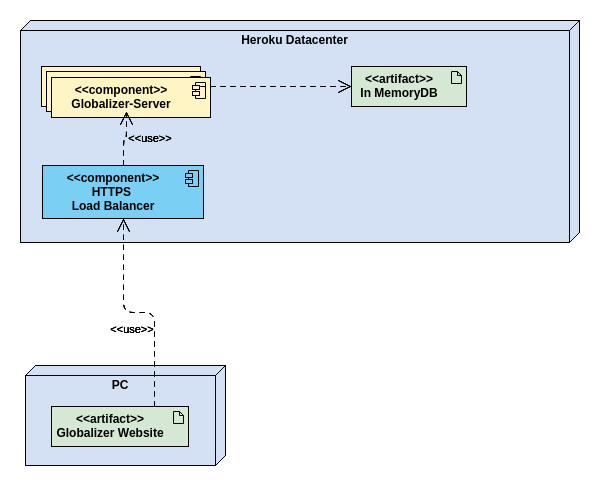 Heroku Datacenter
<<component>>
Globalizer-Server
<<artifact>>
In MemoryDB
<<use>>
<<component>>
HTTPS
Load Balancer
<<use>>
PC
<<artifact>>
Globalizer Website